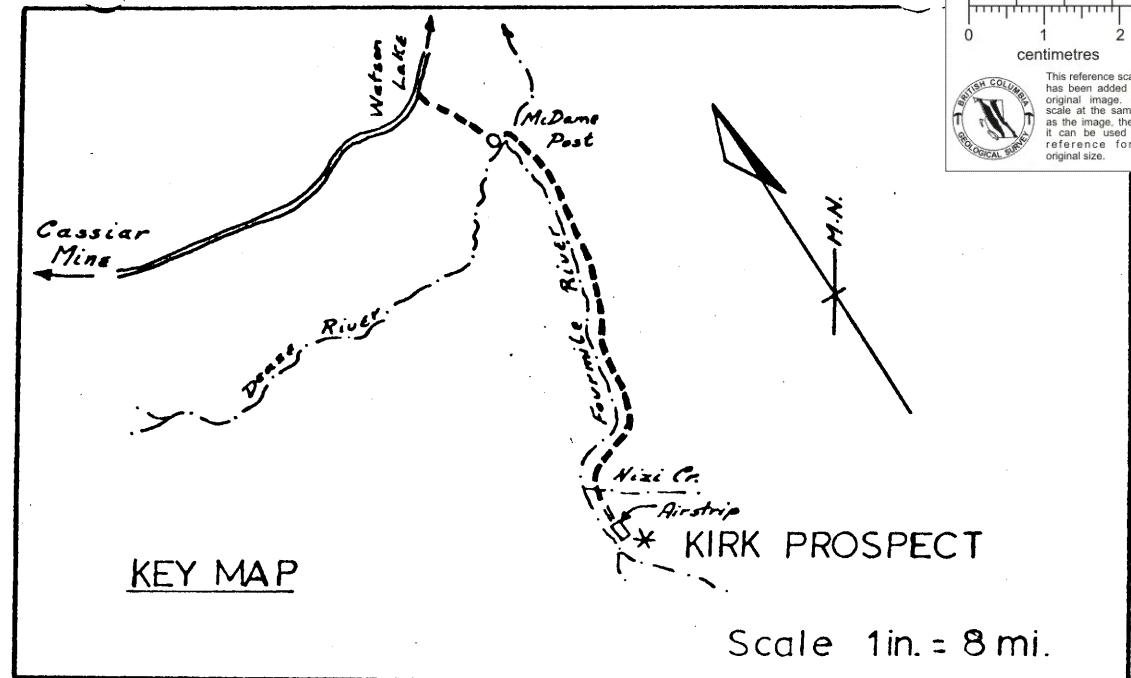 Watson
Lake
McDame
Post
Cassiar
Mine
Dease River
Fourmile River
M.N.
Nizi Cr.
Airstrip
KIRK PROSPECT
KEY MAP
Scale 1in. = 8 mi.
0 1 2
centimetres
BRITISH COLUMBIA
GEOLOGICAL SURVEY
This reference sca
has been added
original image.
scale at the sam
as the image, the
it can be used
reference for
original size.